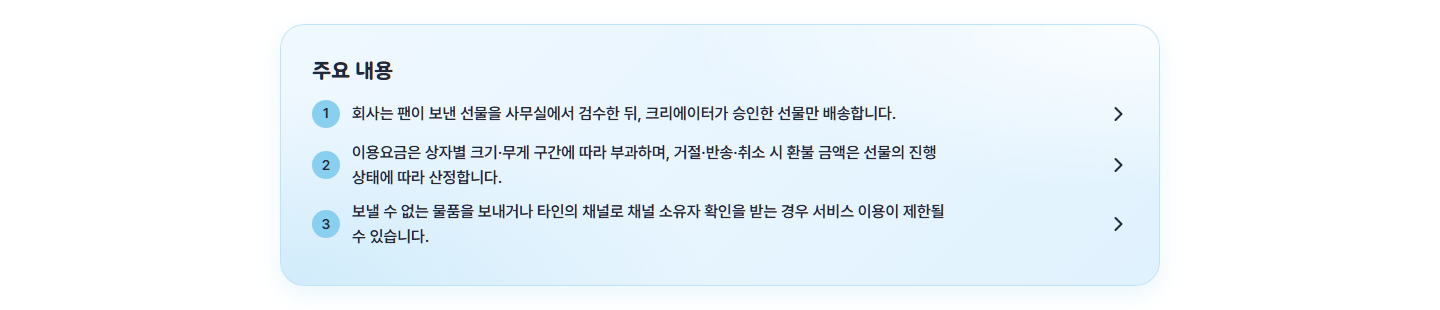 주요 내용
1 회사는 팬이 보낸 선물을 사무실에서 검수한 뒤, 크리에이터가 승인한 선물만 배송합니다.
2 이용요금은 상자별 크기·무게 구간에 따라 부과하며, 거절·반송·취소 시 환불 금액은 선물의 진행
상태에 따라 산정합니다.
3 보낼 수 없는 물품을 보내거나 타인의 채널로 채널 소유자 확인을 받는 경우 서비스 이용이 제한될
수 있습니다.